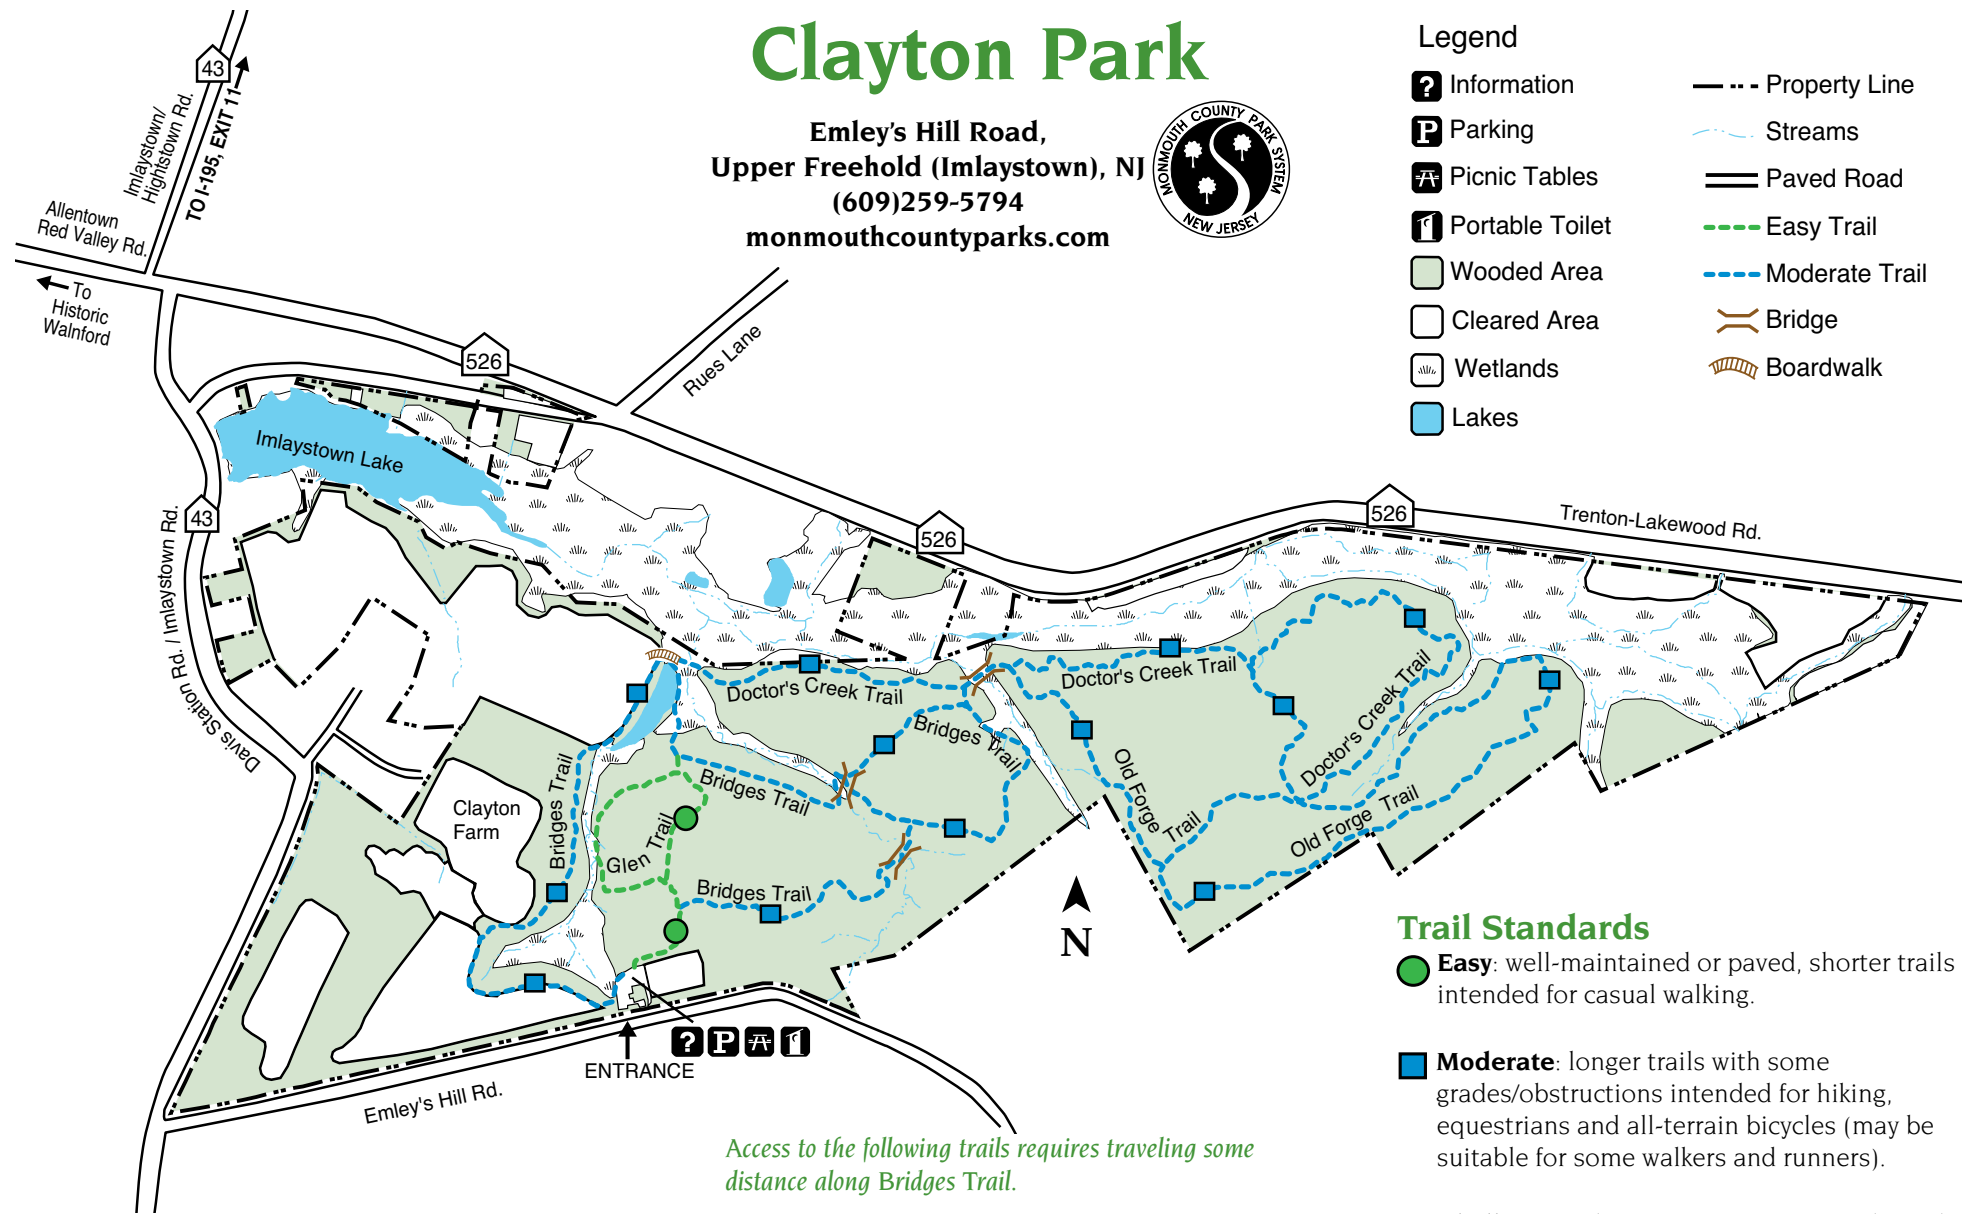 Clayton Park
Emley's Hill Road,
Upper Freehold (Imlaystown), NJ
(609)259-5794
monmouthcountyparks.com
MONMOUTH COUNTY PARK SYSTEM
NEW JERSEY
Legend
Information
Parking
Picnic Tables
Portable Toilet
Wooded Area
Cleared Area
Wetlands
Lakes
Property Line
Streams
Paved Road
Easy Trail
Moderate Trail
Bridge
Boardwalk
?
P
43
Imlaystown/
Hightstown Rd.
TO I-195, EXIT 11
Allentown
Red Valley Rd.
To
Historic
Walnford
526
Rues Lane
Imlaystown Lake
43
Davis Station Rd. / Imlaystown Rd.
526
526
Trenton-Lakewood Rd.
Doctor's Creek Trail
Doctor's Creek Trail
Doctor's Creek Trail
Bridges Trail
Bridges Trail
Bridges Trail
Bridges Trail
Old Forge
Trail
Old Forge Trail
Glen Trail
Clayton
Farm
N
? P
ENTRANCE
Emley's Hill Rd.
Access to the following trails requires traveling some
distance along Bridges Trail.
Trail Standards
Easy: well-maintained or paved, shorter trails
intended for casual walking.
Moderate: longer trails with some
grades/obstructions intended for hiking,
equestrians and all-terrain bicycles (may be
suitable for some walkers and runners).